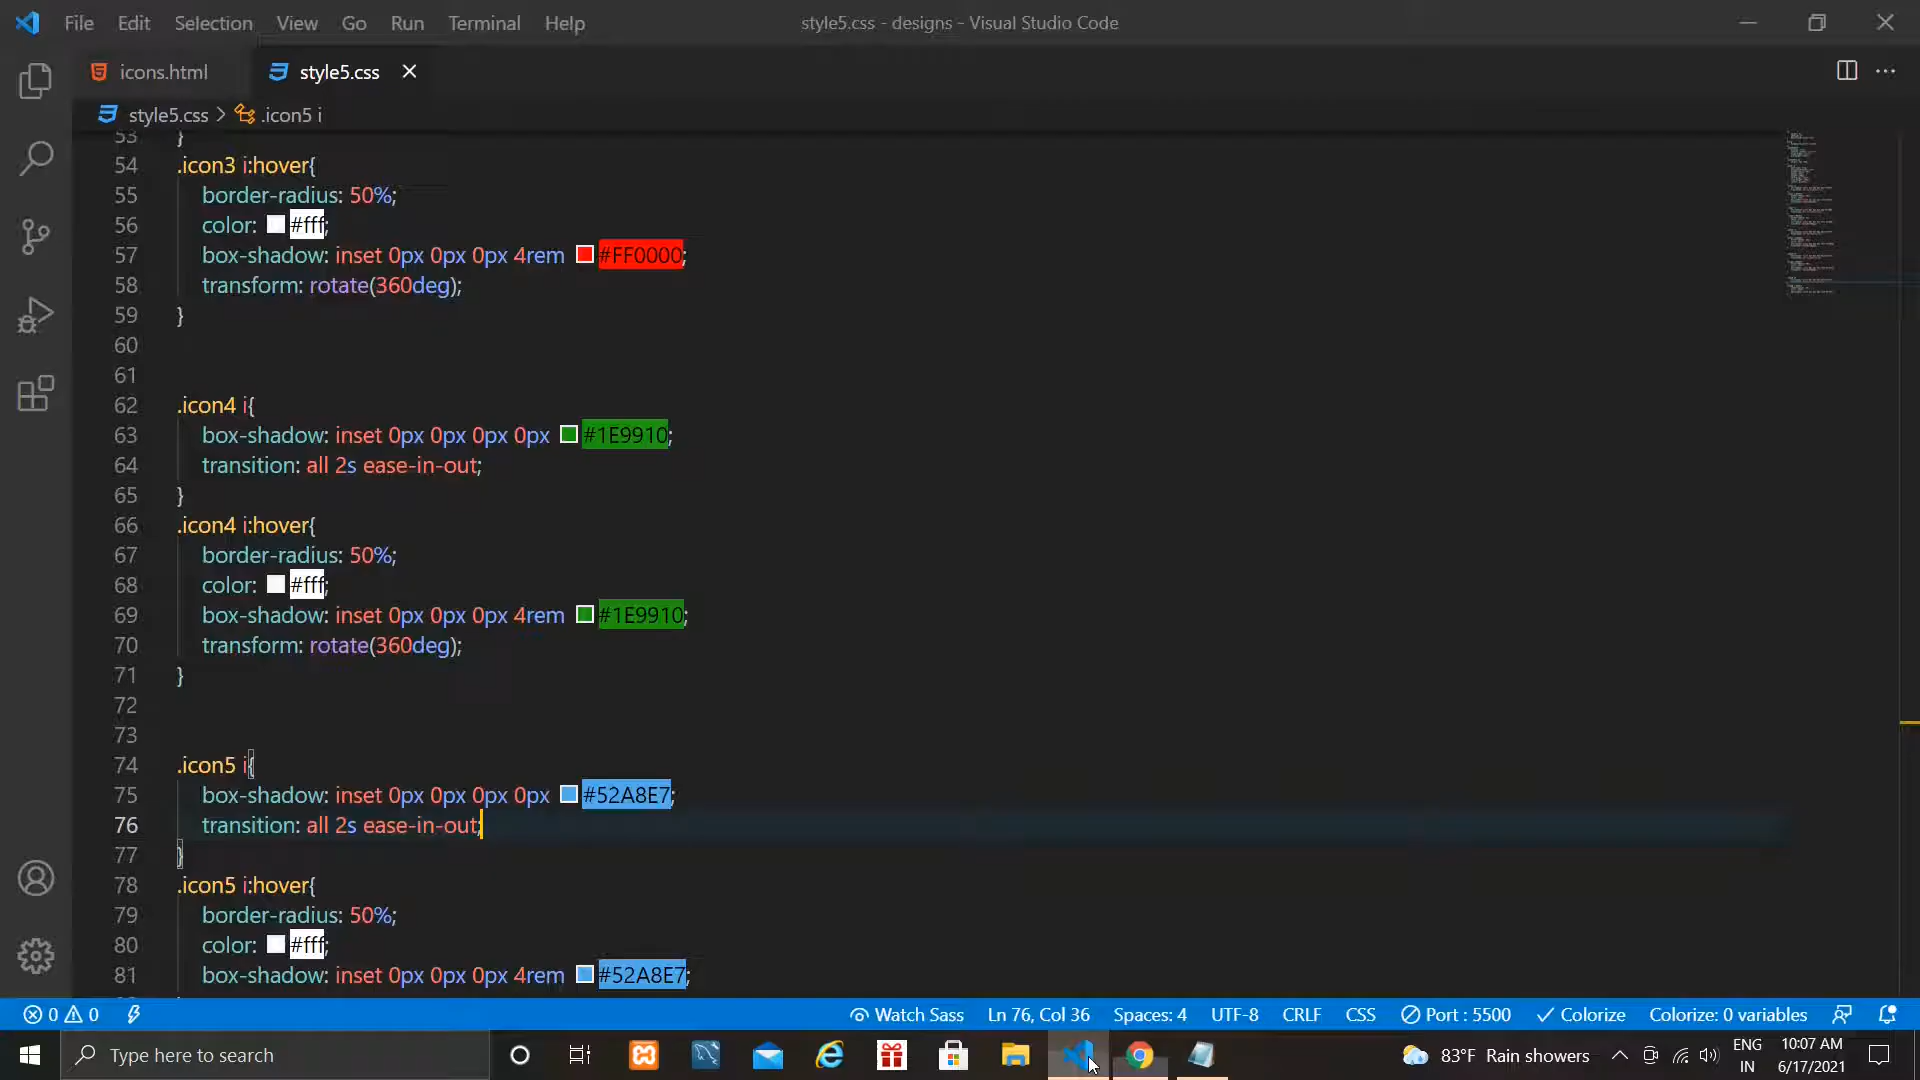 File Edit Selection View Go Run Terminal Help
style5.css - designs - Visual Studio Code
icons.html
style5.css
style5.css > .icon5 i
53 }
54 .icon3 i:hover{
55 border-radius: 50%;
56 color: #fff;
57 box-shadow: inset 0px 0px 0px 4rem #FF0000;
58 transform: rotate(360deg);
59 }
60
61
62 .icon4 i{
63 box-shadow: inset 0px 0px 0px 0px #1E9910;
64 transition: all 2s ease-in-out;
65 }
66 .icon4 i:hover{
67 border-radius: 50%;
68 color: #fff;
69 box-shadow: inset 0px 0px 0px 4rem #1E9910;
70 transform: rotate(360deg);
71 }
72
73
74 .icon5 i{
75 box-shadow: inset 0px 0px 0px 0px #52A8E7;
76 transition: all 2s ease-in-out;
77 }
78 .icon5 i:hover{
79 border-radius: 50%;
80 color: #fff;
81 box-shadow: inset 0px 0px 0px 4rem #52A8E7;
0 0 Watch Sass Ln 76, Col 36 Spaces: 4 UTF-8 CRLF CSS Port : 5500 Colorize Colorize: 0 variables
Type here to search
83°F Rain showers
ENG
IN
10:07 AM
6/17/2021